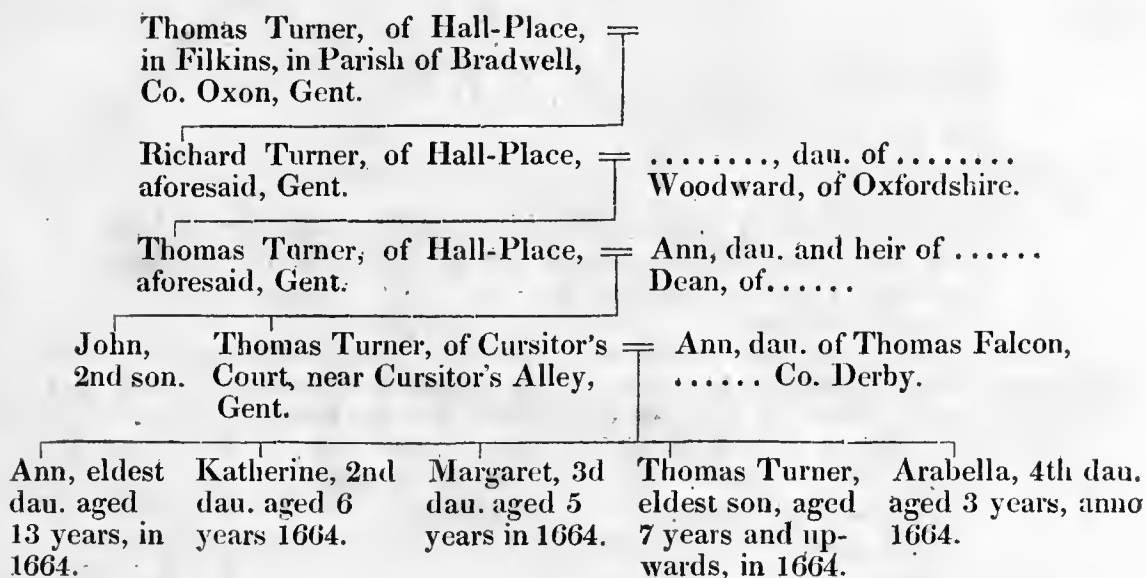 Thomas Turner, of Hall-Place, =
in Filkins, in Parish of Bradwell,
Co. Oxon, Gent.
Richard Turner, of Hall-Place, = ........, dau. of ........
aforesaid, Gent. Woodward, of Oxfordshire.
Thomas Turner, of Hall-Place, = Ann, dau. and heir of ......
aforesaid, Gent. Dean, of......
John,
2nd son.
Thomas Turner, of Cursitor's = Ann, dau. of Thomas Falcon,
Court, near Cursitor's Alley, ...... Co. Derby.
Gent.
Ann, eldest
dau. aged
13 years, in
1664.
Katherine, 2nd
dau. aged 6
years 1664.
Margaret, 3d
dau. aged 5
years in 1664.
Thomas Turner,
eldest son, aged
7 years and up-
wards, in 1664.
Arabella, 4th dau.
aged 3 years, anno
1664.